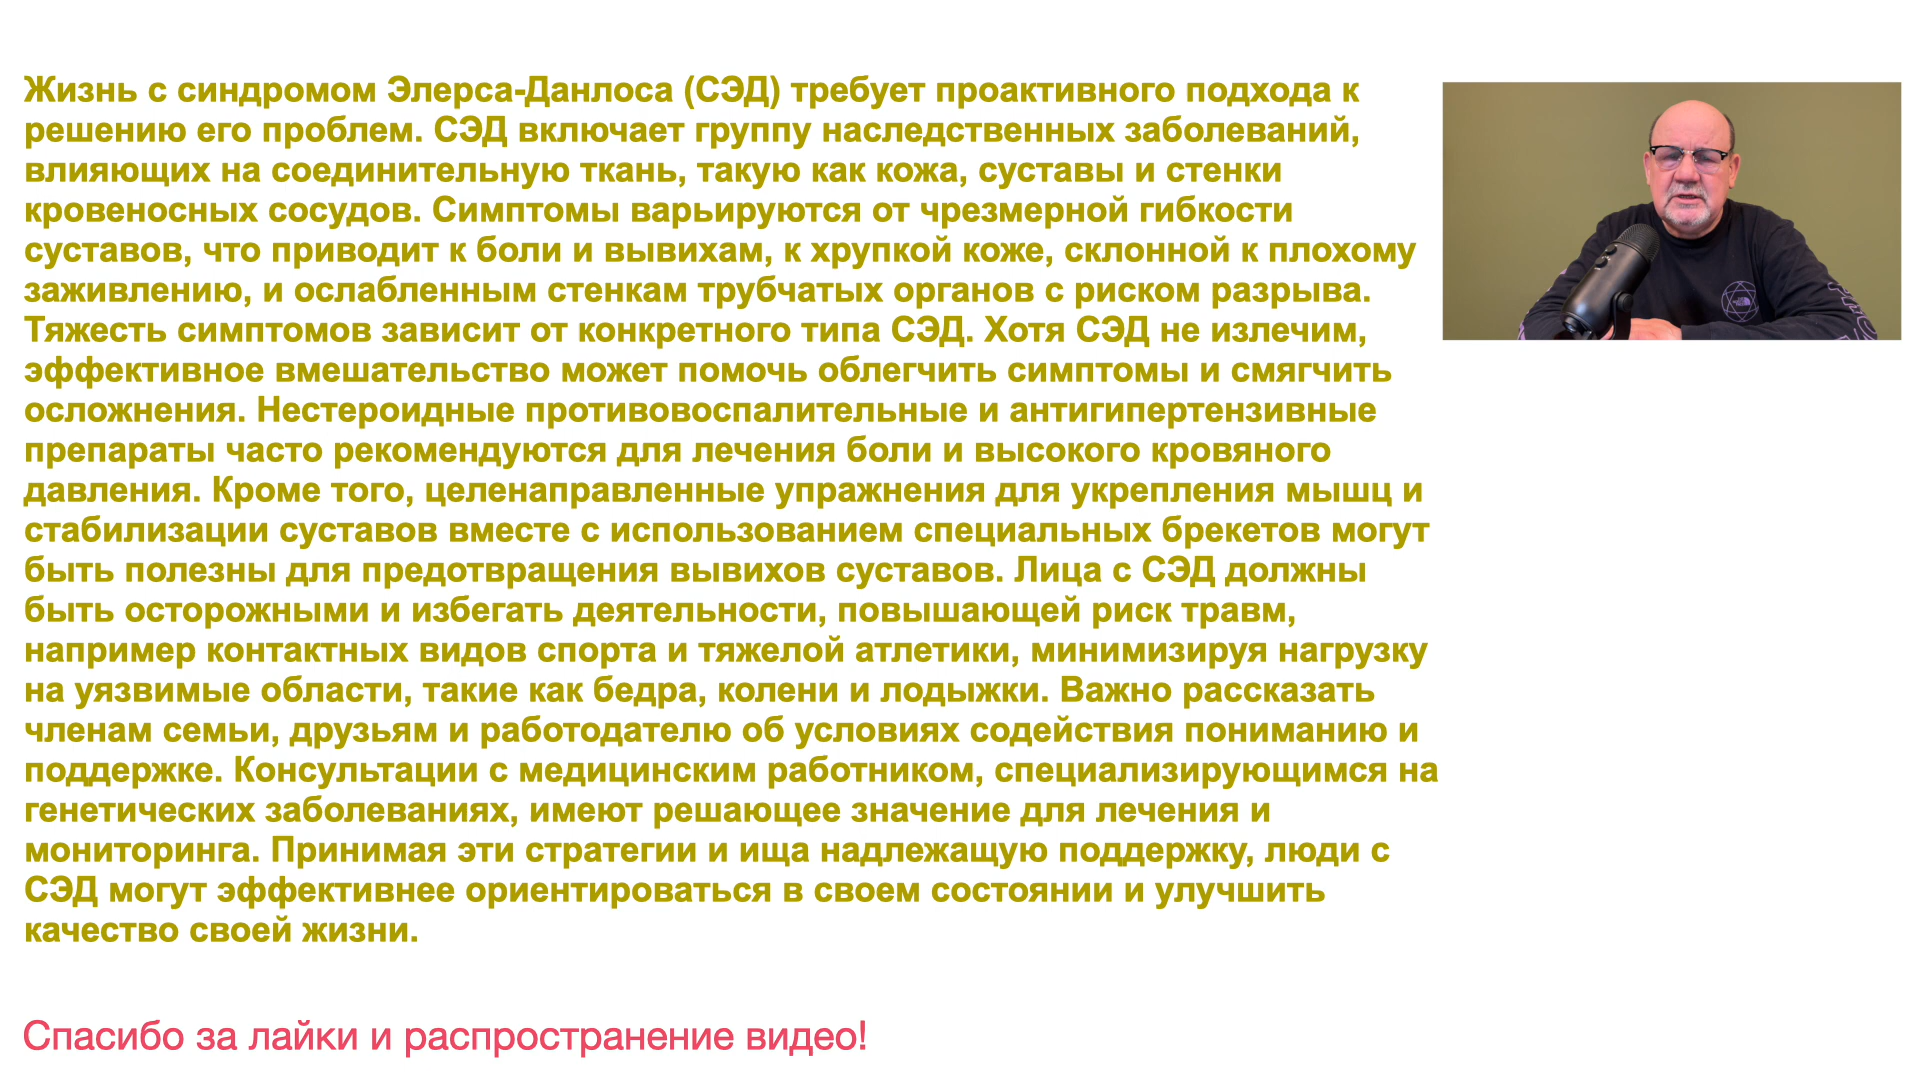 Жизнь с синдромом Элерса-Данлоса (СЭД) требует проактивного подхода к
решению его проблем. СЭД включает группу наследственных заболеваний,
влияющих на соединительную ткань, такую как кожа, суставы и стенки
кровеносных сосудов. Симптомы варьируются от чрезмерной гибкости
суставов, что приводит к боли и вывихам, к хрупкой коже, склонной к плохому
заживлению, и ослабленным стенкам трубчатых органов с риском разрыва.
Тяжесть симптомов зависит от конкретного типа СЭД. Хотя СЭД не излечим,
эффективное вмешательство может помочь облегчить симптомы и смягчить
осложнения. Нестероидные противовоспалительные и антигипертензивные
препараты часто рекомендуются для лечения боли и высокого кровяного
давления. Кроме того, целенаправленные упражнения для укрепления мышц и
стабилизации суставов вместе с использованием специальных брекетов могут
быть полезны для предотвращения вывихов суставов. Лица с СЭД должны
быть осторожными и избегать деятельности, повышающей риск травм,
например контактных видов спорта и тяжелой атлетики, минимизируя нагрузку
на уязвимые области, такие как бедра, колени и лодыжки. Важно рассказать
членам семьи, друзьям и работодателю об условиях содействия пониманию и
поддержке. Консультации с медицинским работником, специализирующимся на
генетических заболеваниях, имеют решающее значение для лечения и
мониторинга. Принимая эти стратегии и ища надлежащую поддержку, люди с
СЭД могут эффективнее ориентироваться в своем состоянии и улучшить
качество своей жизни.
Спасибо за лайки и распространение видео!